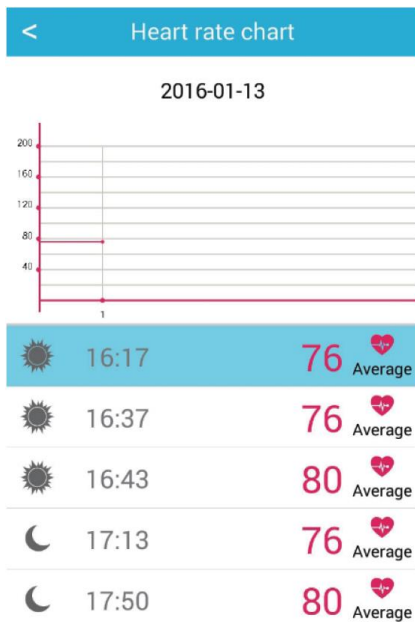 < Heart rate chart
2016-01-13
200
160
120
80
40
1
16:17 76 Average
16:37 76 Average
16:43 80 Average
17:13 76 Average
17:50 80 Average